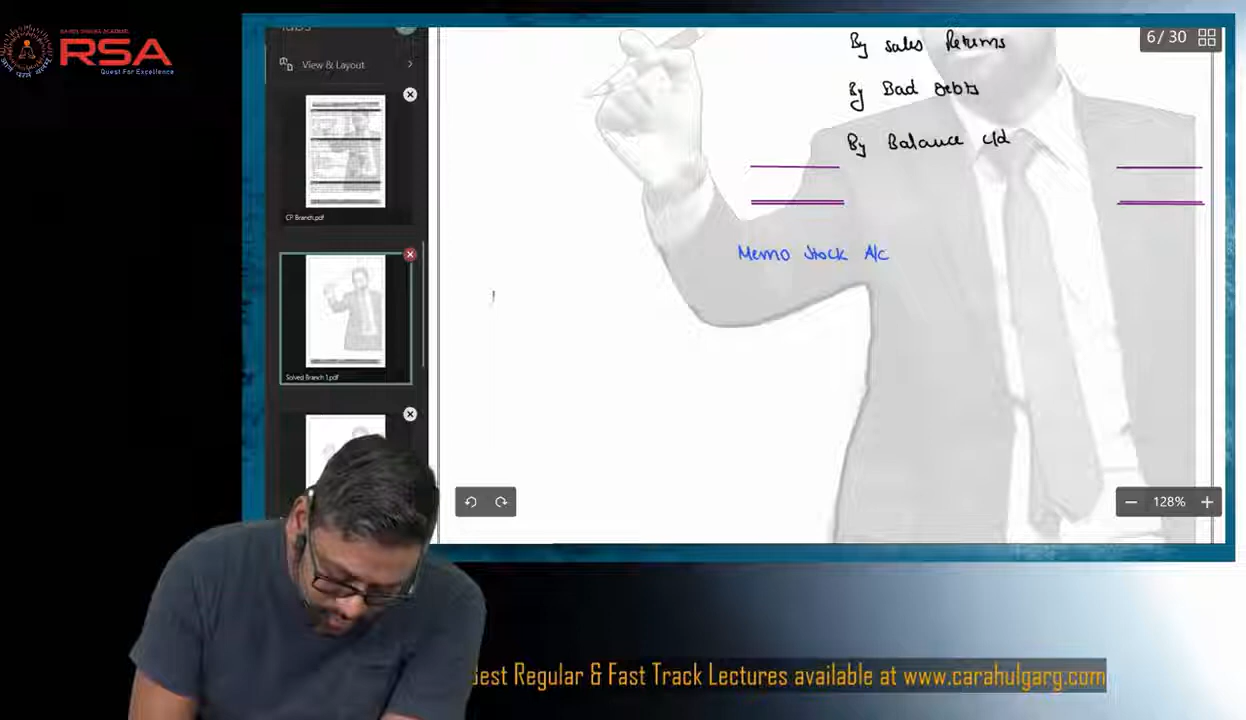 RSA
Quest For Excellence
View & Layout
CP Branch.pdf
Solved Branch 1.pdf
6 / 30
By Sales Returns
By Bad Debts
By Balance c/d
Memo Stock A/c
128%
Best Regular & Fast Track Lectures available at www.carahulgarg.com